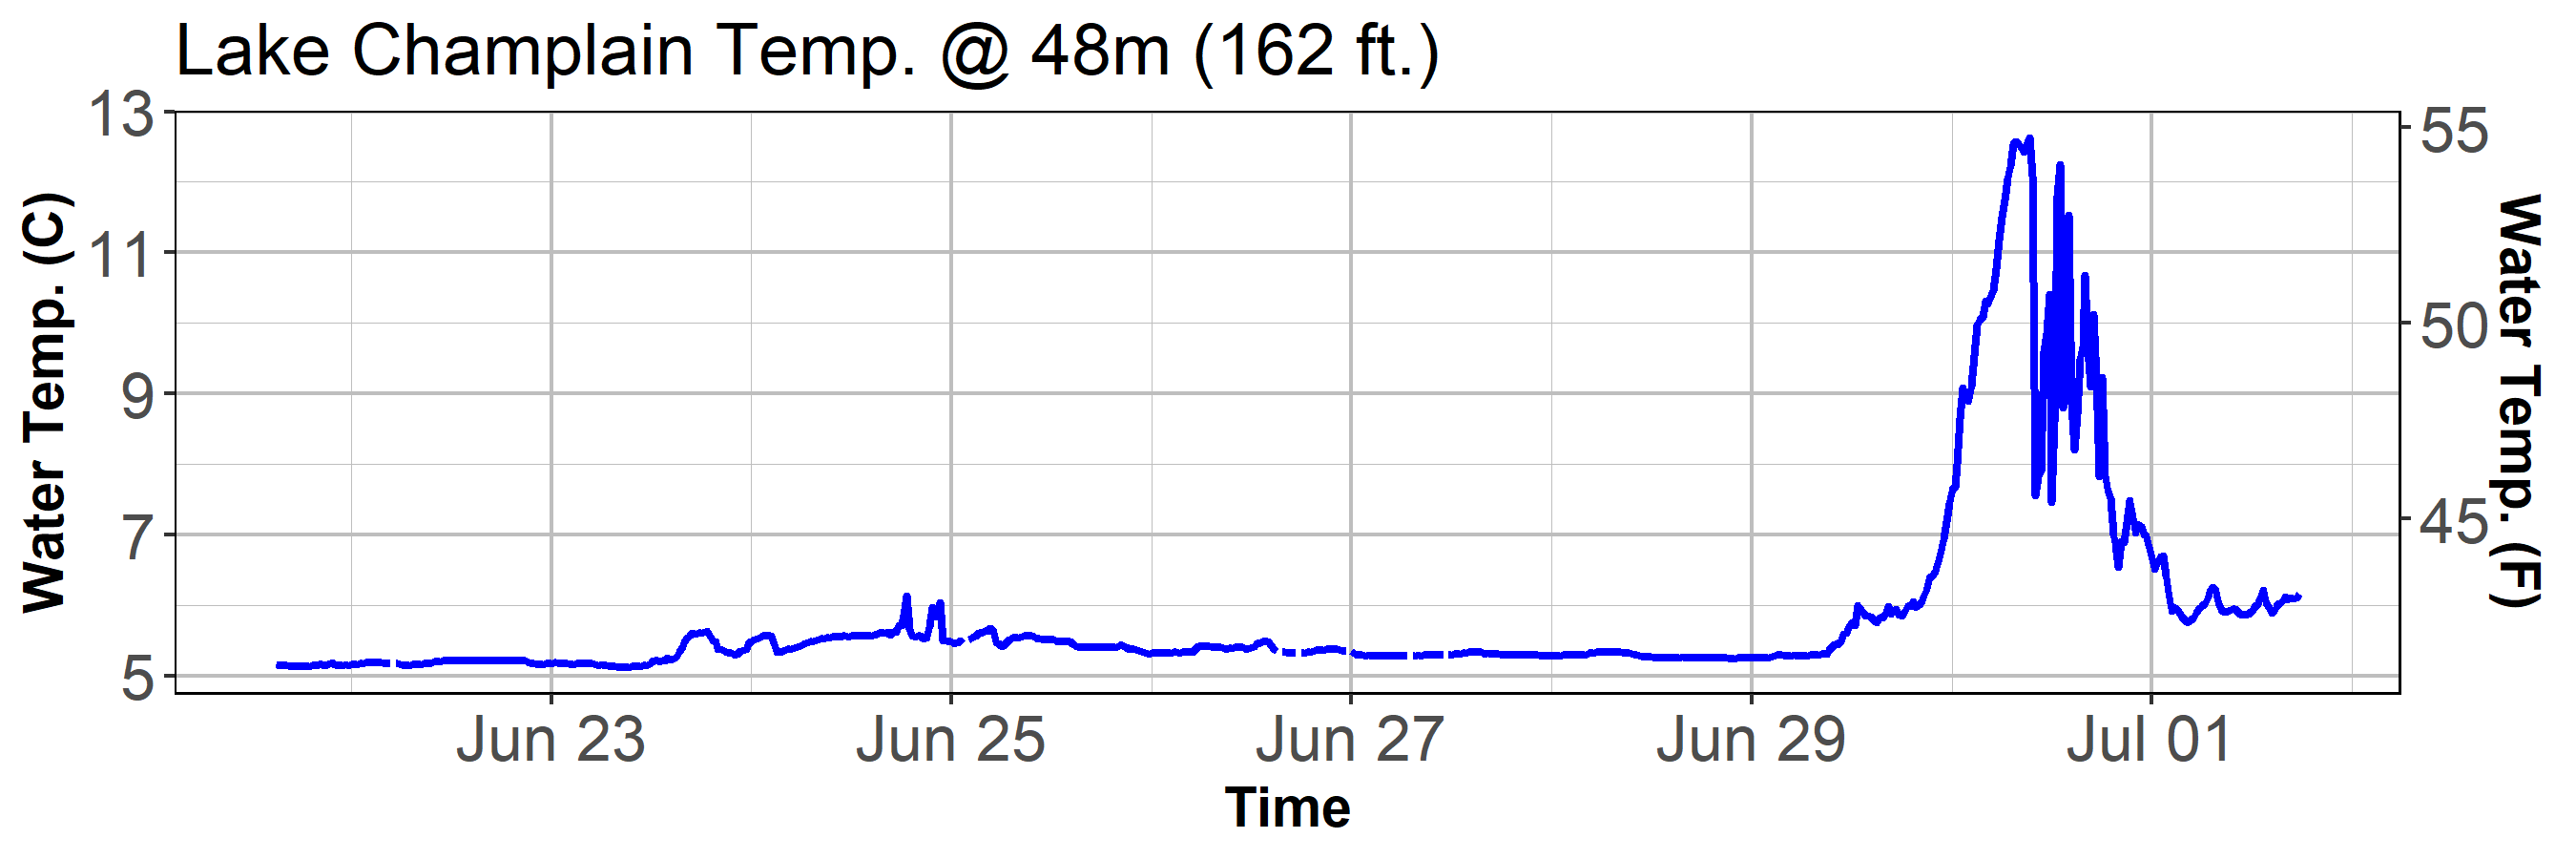 Lake Champlain Temp. @ 48m (162 ft.)
Water Temp. (C)
13
11
9
7
5
55
50
45
Water Temp. (F)
Jun 23
Jun 25
Jun 27
Jun 29
Jul 01
Time